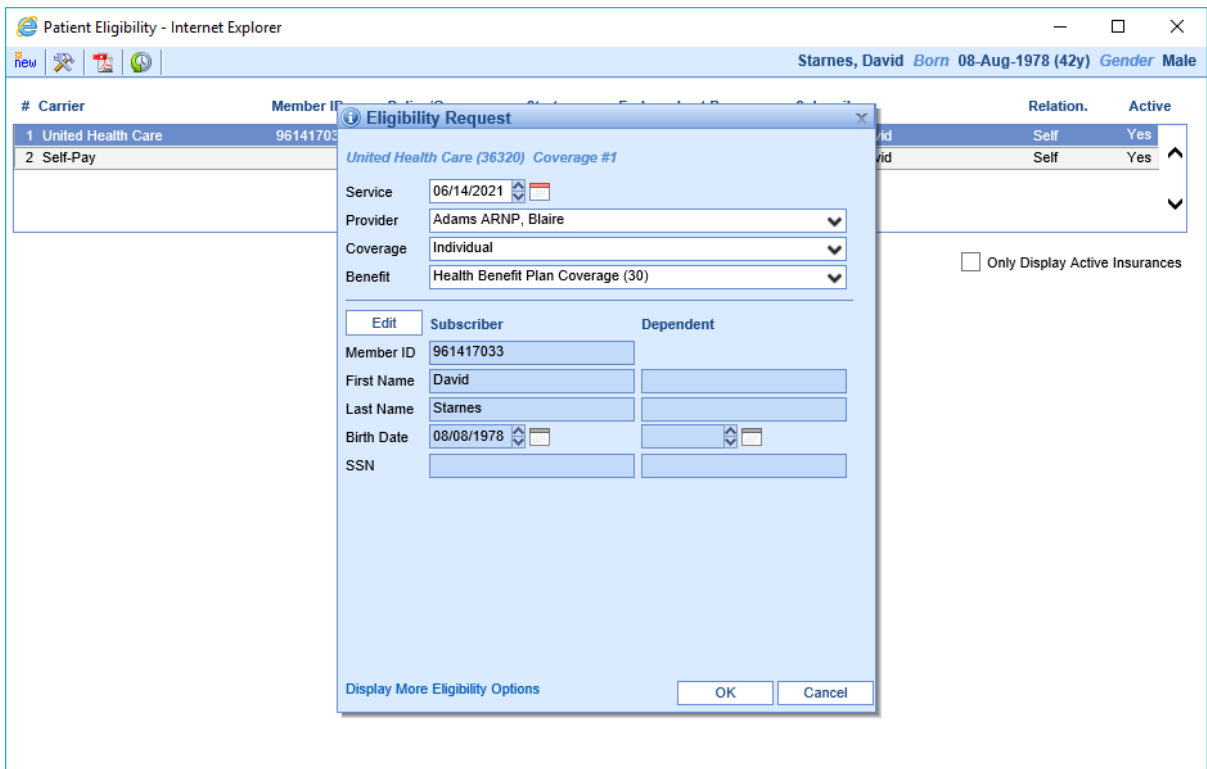 Patient Eligibility - Internet Explorer
new Starnes, David Born 08-Aug-1978 (42y) Gender Male
# Carrier Member ID Relation. Active
1 United Health Care Self Yes
2 Self-Pay Self Yes
Only Display Active Insurances
Eligibility Request
United Health Care (36320) Coverage #1
Service 06/14/2021
Provider Adams ARNP, Blaire
Coverage Individual
Benefit Health Benefit Plan Coverage (30)
Edit Subscriber Dependent
Member ID 961417033
First Name David
Last Name Starnes
Birth Date 08/08/1978
SSN
Display More Eligibility Options OK Cancel